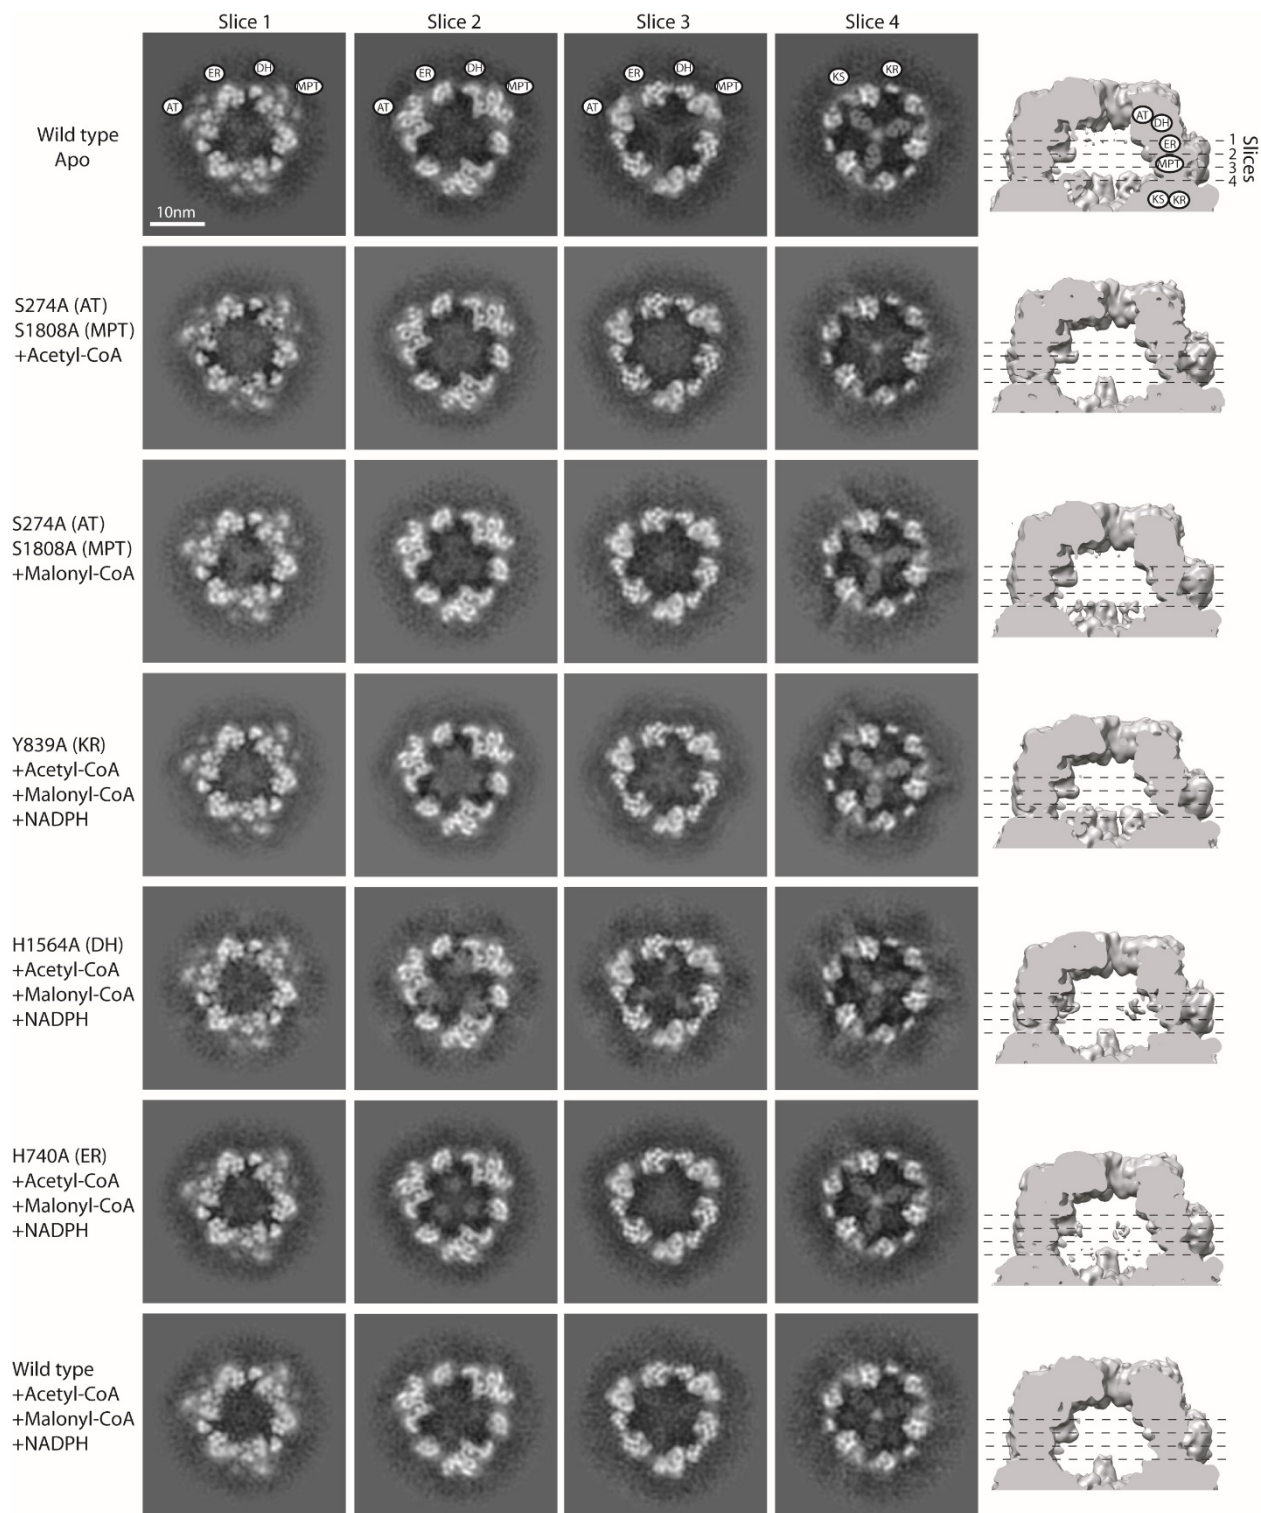 Slice 1 Slice 2 Slice 3 Slice 4
Wild type
Apo
AT ER DH MPT
AT ER DH MPT
AT ER DH MPT
KS KR
10nm
AT
DH
ER
MPT
KS KR
1
2
3
4
Slices
S274A (AT)
S1808A (MPT)
+Acetyl-CoA
S274A (AT)
S1808A (MPT)
+Malonyl-CoA
Y839A (KR)
+Acetyl-CoA
+Malonyl-CoA
+NADPH
H1564A (DH)
+Acetyl-CoA
+Malonyl-CoA
+NADPH
H740A (ER)
+Acetyl-CoA
+Malonyl-CoA
+NADPH
Wild type
+Acetyl-CoA
+Malonyl-CoA
+NADPH